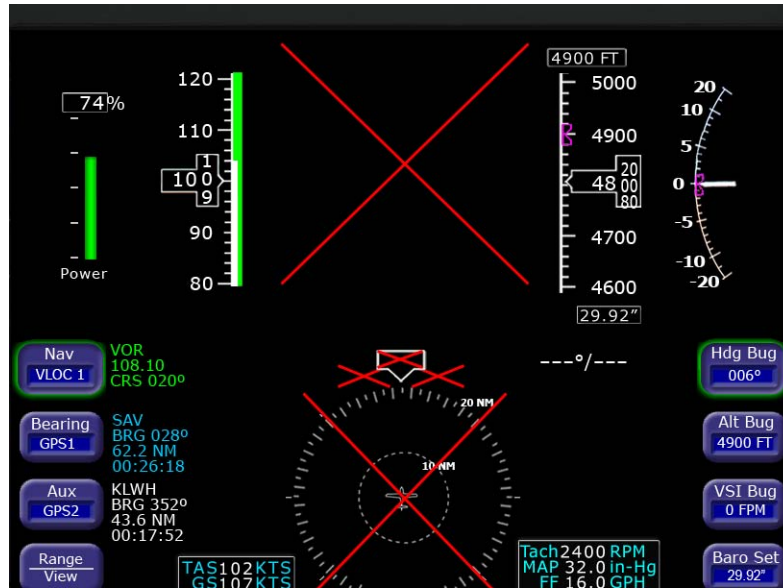 4900 FT
120
110
100
1
9
90
80
74%
Power
5000
4900
48
20
00
80
4700
4600
29.92"
20
10
5
0
-5
-10
-20
Nav
VLOC 1
VOR
108.10
CRS 020º
---º/---
Hdg Bug
006º
Bearing
GPS1
SAV
BRG 028º
62.2 NM
00:26:18
20 NM
10 NM
Alt Bug
4900 FT
Aux
GPS2
KLWH
BRG 352º
43.6 NM
00:17:52
VSI Bug
0 FPM
Range
View
TAS102KTS
GS107KTS
Tach2400 RPM
MAP 32.0 in-Hg
FF 16.0 GPH
Baro Set
29.92"